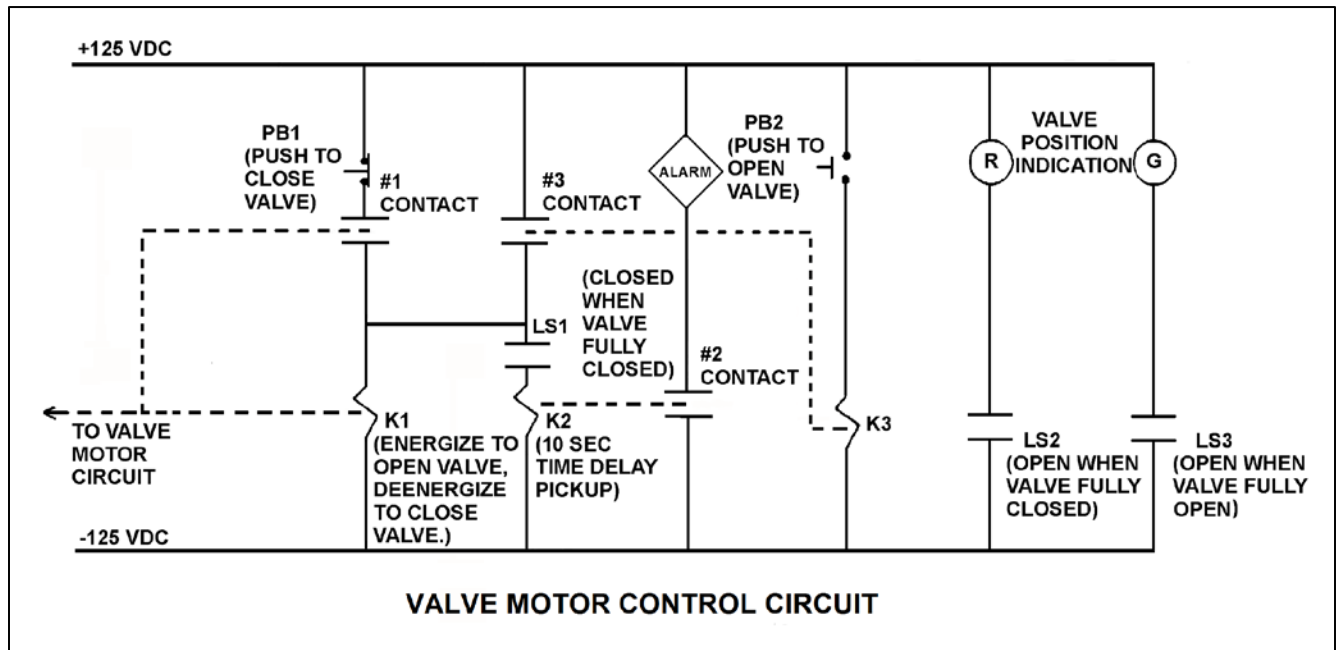 +125 VDC
PB1
(PUSH TO
CLOSE
VALVE)
#1
CONTACT
#3
CONTACT
ALARM
PB2
(PUSH TO
OPEN
VALVE)
R
VALVE
POSITION
INDICATION
G
(CLOSED
WHEN
VALVE
FULLY
CLOSED)
LS1
#2
CONTACT
TO VALVE
MOTOR
CIRCUIT
K1
(ENERGIZE TO
OPEN VALVE,
DEENERGIZE
TO CLOSE
VALVE.)
K2
(10 SEC
TIME DELAY
PICKUP)
K3
LS2
(OPEN WHEN
VALVE FULLY
CLOSED)
LS3
(OPEN WHEN
VALVE FULLY
OPEN)
-125 VDC
VALVE MOTOR CONTROL CIRCUIT